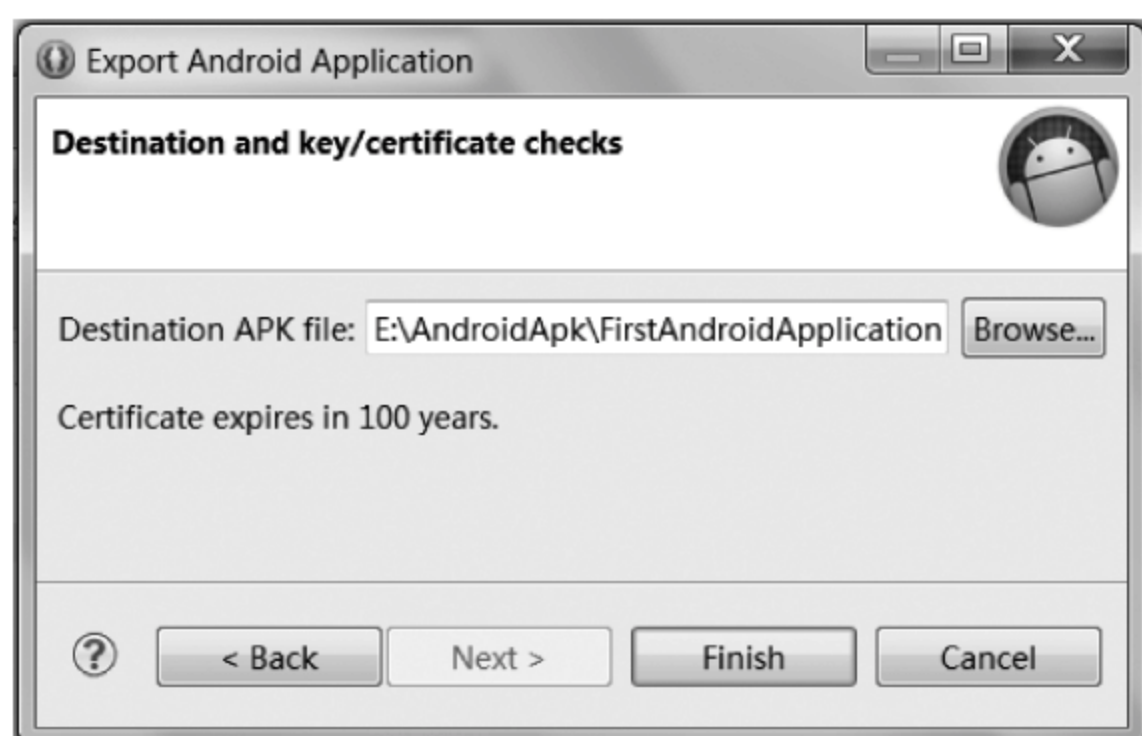 Export Android Application
Destination and key/certificate checks
Destination APK file: E:\AndroidApk\FirstAndroidApplication Browse...
Certificate expires in 100 years.
? < Back Next > Finish Cancel